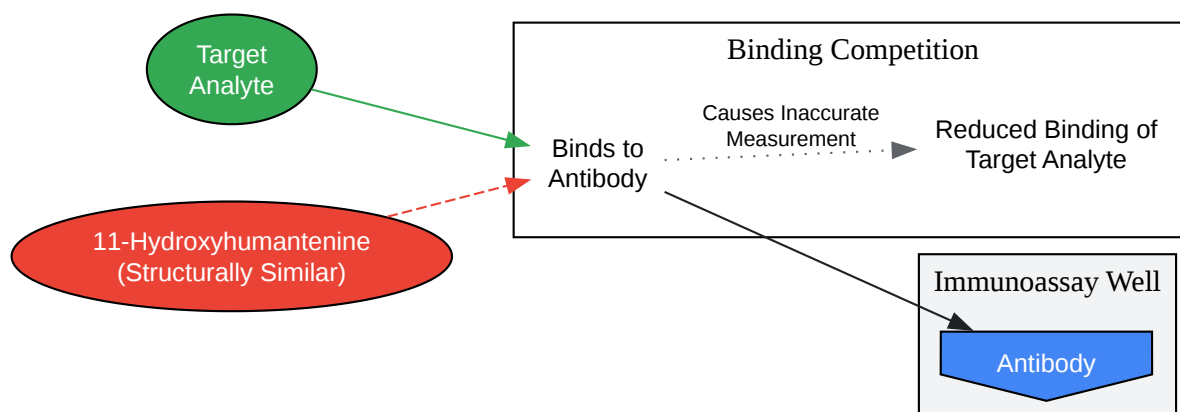 Target
Analyte
11-Hydroxyhumantenine
(Structurally Similar)
Binding Competition
Binds to
Antibody
Causes Inaccurate
Measurement
Reduced Binding of
Target Analyte
Immunoassay Well
Antibody